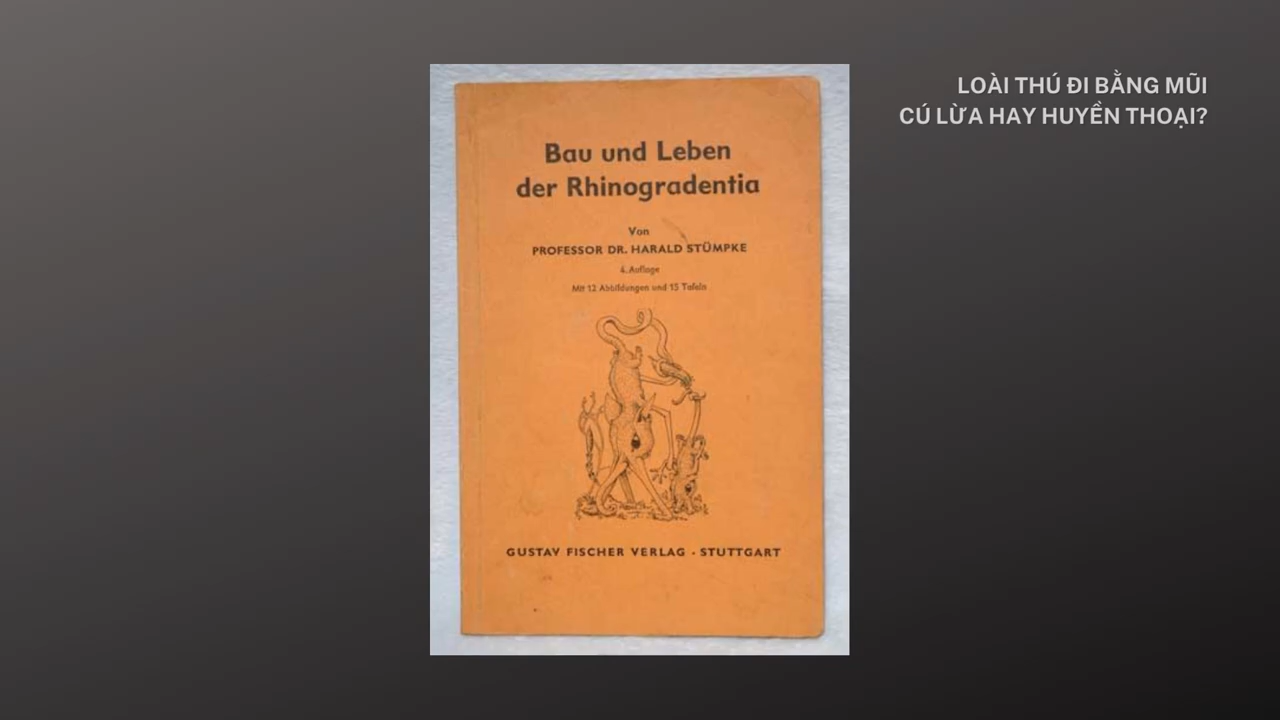 LOÀI THÚ ĐI BẰNG MŨI
CÚ LỪA HAY HUYỀN THOẠI?
Bau und Leben
der Rhinogradentia
Von
PROFESSOR DR. HARALD STÜMPKE
4. Auflage
Mit 12 Abbildungen und 15 Tafeln
GUSTAV FISCHER VERLAG · STUTTGART